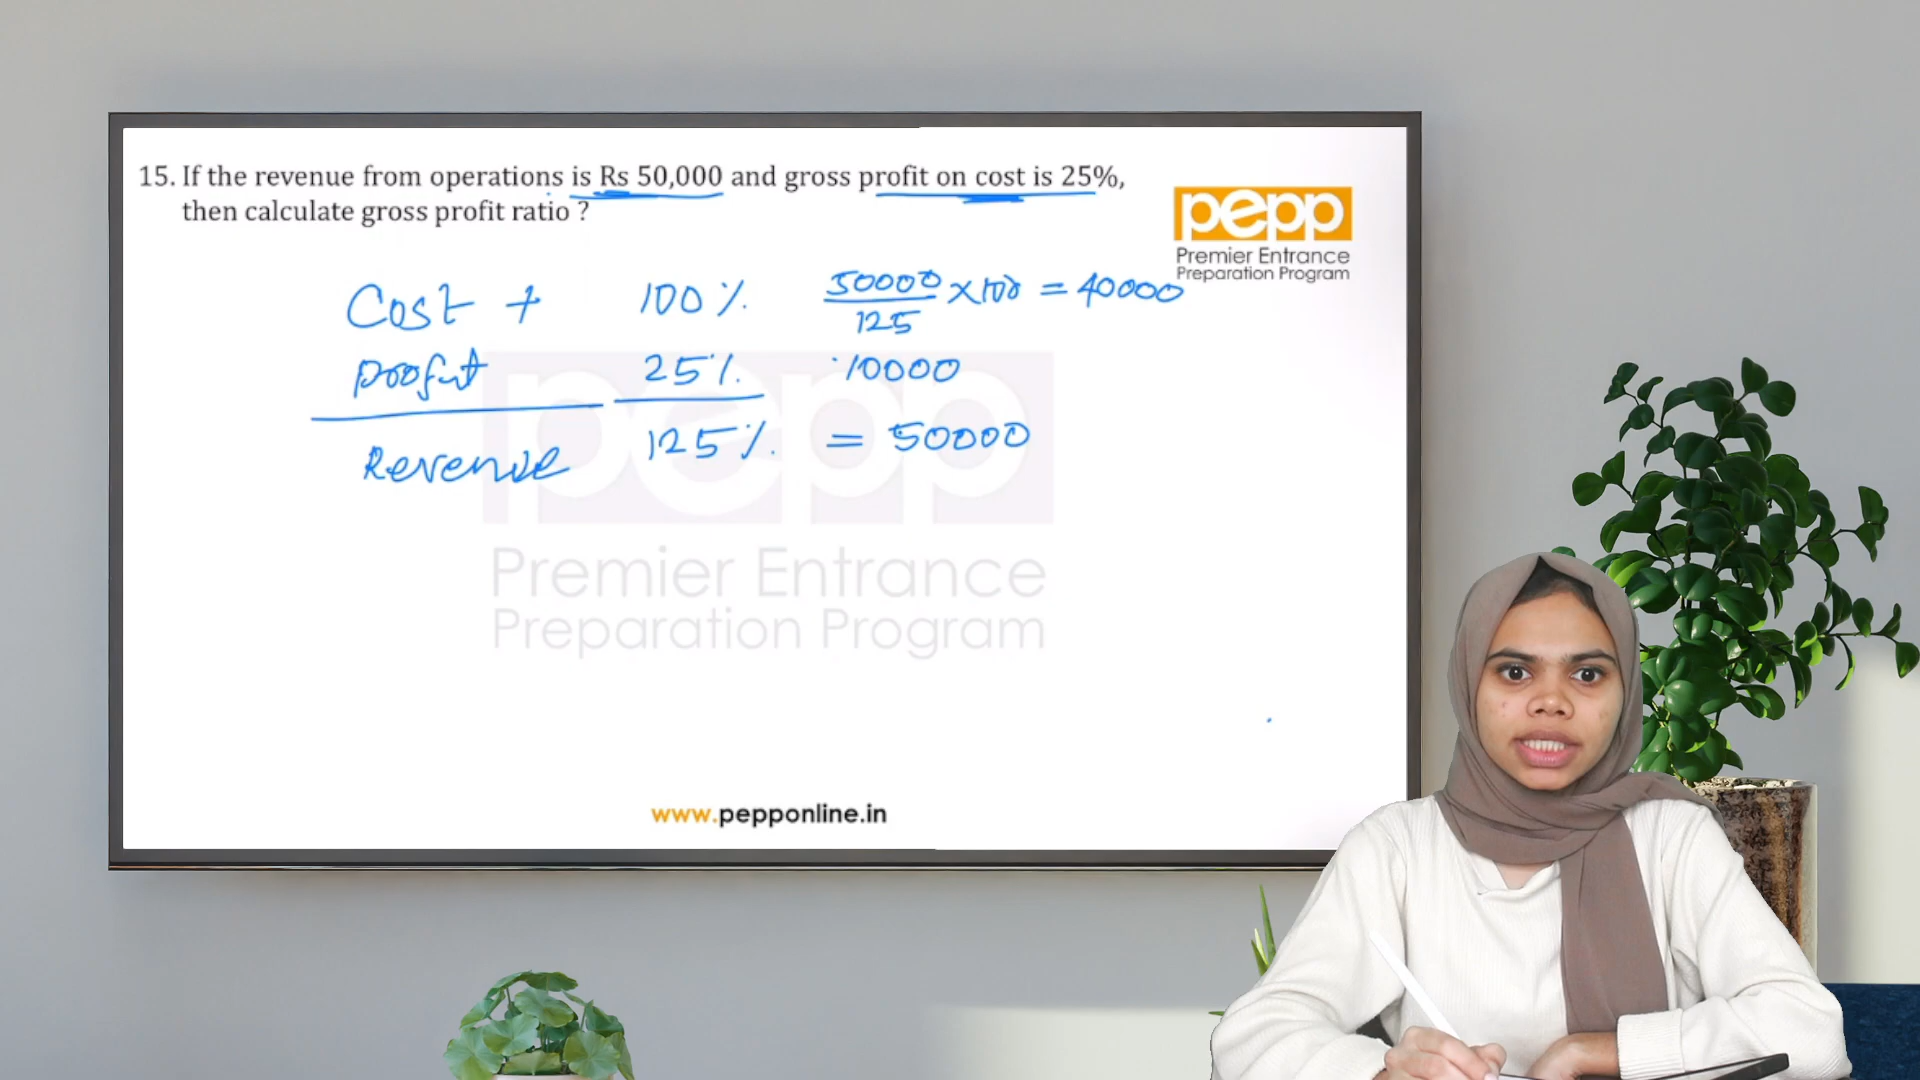 15. If the revenue from operations is Rs 50,000 and gross profit on cost is 25%,
then calculate gross profit ratio ?
pepp
Premier Entrance
Preparation Program
Cost + 100% 50000/125 × 100 = 40000
profit 25% 10000
Revenue 125% = 50000
pepp
Premier Entrance
Preparation Program
www.pepponline.in